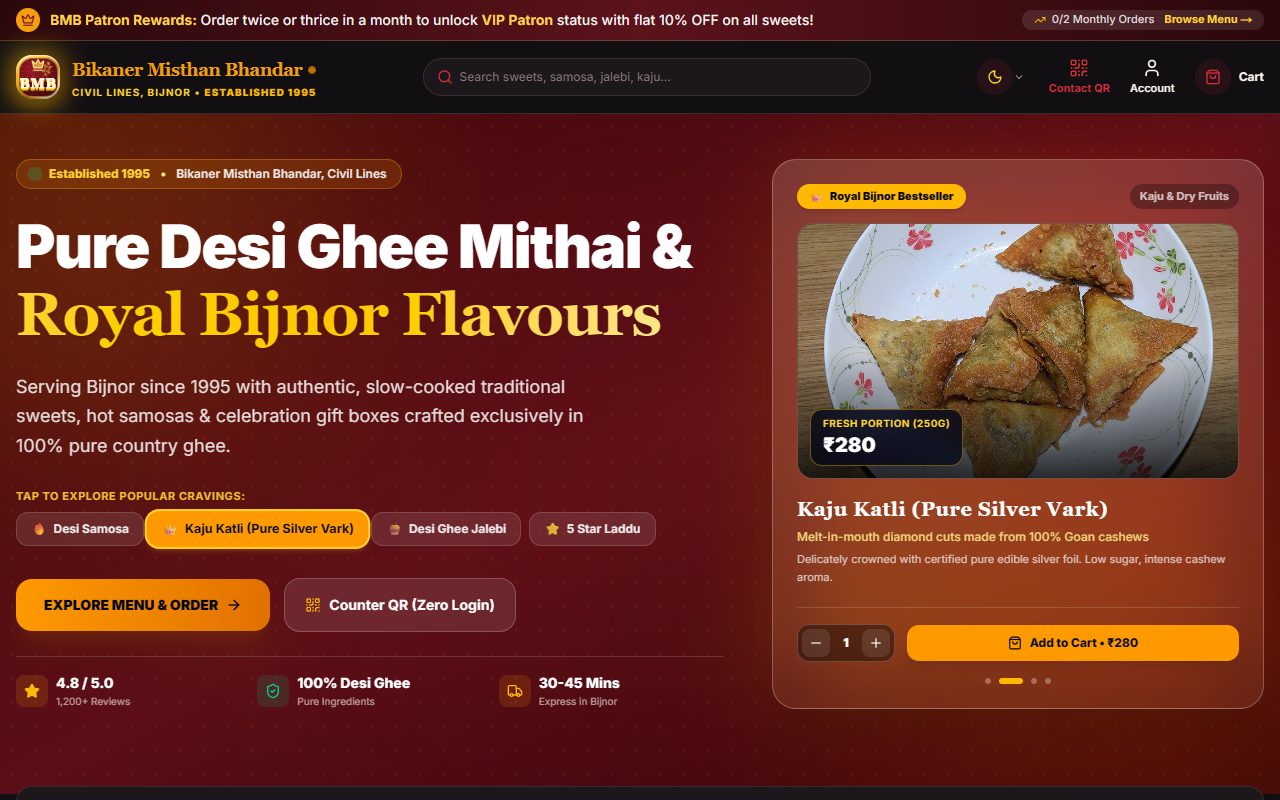 BMB Patron Rewards: Order twice or thrice in a month to unlock VIP Patron status with flat 10% OFF on all sweets!
0/2 Monthly Orders Browse Menu →
BMB
Bikaner Misthan Bhandar
CIVIL LINES, BIJNOR • ESTABLISHED 1995
Search sweets, samosa, jalebi, kaju...
Contact QR
Account
Cart
Established 1995 • Bikaner Misthan Bhandar, Civil Lines
Pure Desi Ghee Mithai &
Royal Bijnor Flavours
Serving Bijnor since 1995 with authentic, slow-cooked traditional
sweets, hot samosas & celebration gift boxes crafted exclusively in
100% pure country ghee.
TAP TO EXPLORE POPULAR CRAVINGS:
Desi Samosa
Kaju Katli (Pure Silver Vark)
Desi Ghee Jalebi
5 Star Laddu
EXPLORE MENU & ORDER →
Counter QR (Zero Login)
4.8 / 5.0
1,200+ Reviews
100% Desi Ghee
Pure Ingredients
30-45 Mins
Express in Bijnor
Royal Bijnor Bestseller
Kaju & Dry Fruits
FRESH PORTION (250G)
₹280
Kaju Katli (Pure Silver Vark)
Melt-in-mouth diamond cuts made from 100% Goan cashews
Delicately crowned with certified pure edible silver foil. Low sugar, intense cashew
aroma.
− 1 +
Add to Cart • ₹280